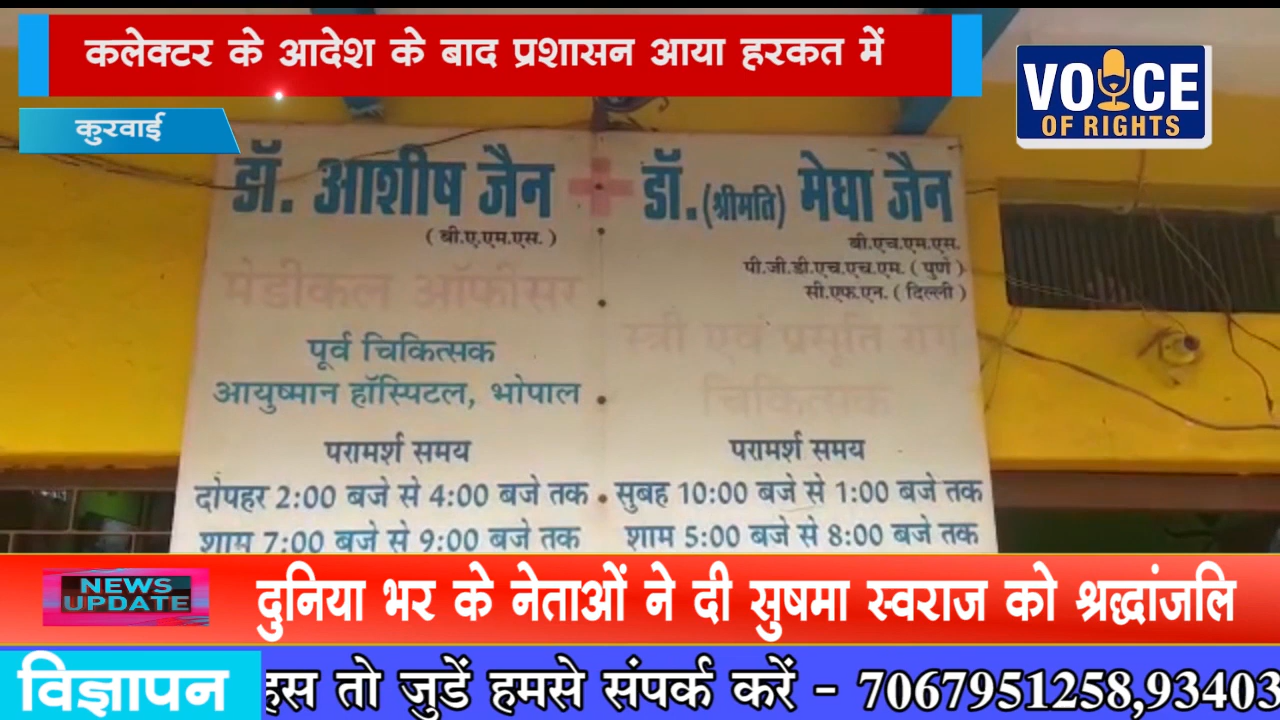 कलेक्टर के आदेश के बाद प्रशासन आया हरकत में
VOICE
OF RIGHTS
कुरवाई
डॉ. आशीष जैन + डॉ. (श्रीमति) मेघा जैन
( बी.ए.एम.एस. )
बी.एच.एम.एस.
पी.जी.डी.एच.एच.एम. ( पुणे )
सी.एफ.एन. ( दिल्ली )
मेडीकल ऑफीसर
स्त्री एवं प्रसूति रोग
चिकित्सक
पूर्व चिकित्सक
आयुष्मान हॉस्पिटल, भोपाल
परामर्श समय
दोपहर 2:00 बजे से 4:00 बजे तक
शाम 7:00 बजे से 9:00 बजे तक
परामर्श समय
सुबह 10:00 बजे से 1:00 बजे तक
शाम 5:00 बजे से 8:00 बजे तक
NEWS
UPDATE
दुनिया भर के नेताओं ने दी सुषमा स्वराज को श्रद्धांजलि
विज्ञापन
तो जुडें हमसे संपर्क करें - 7067951258,93403